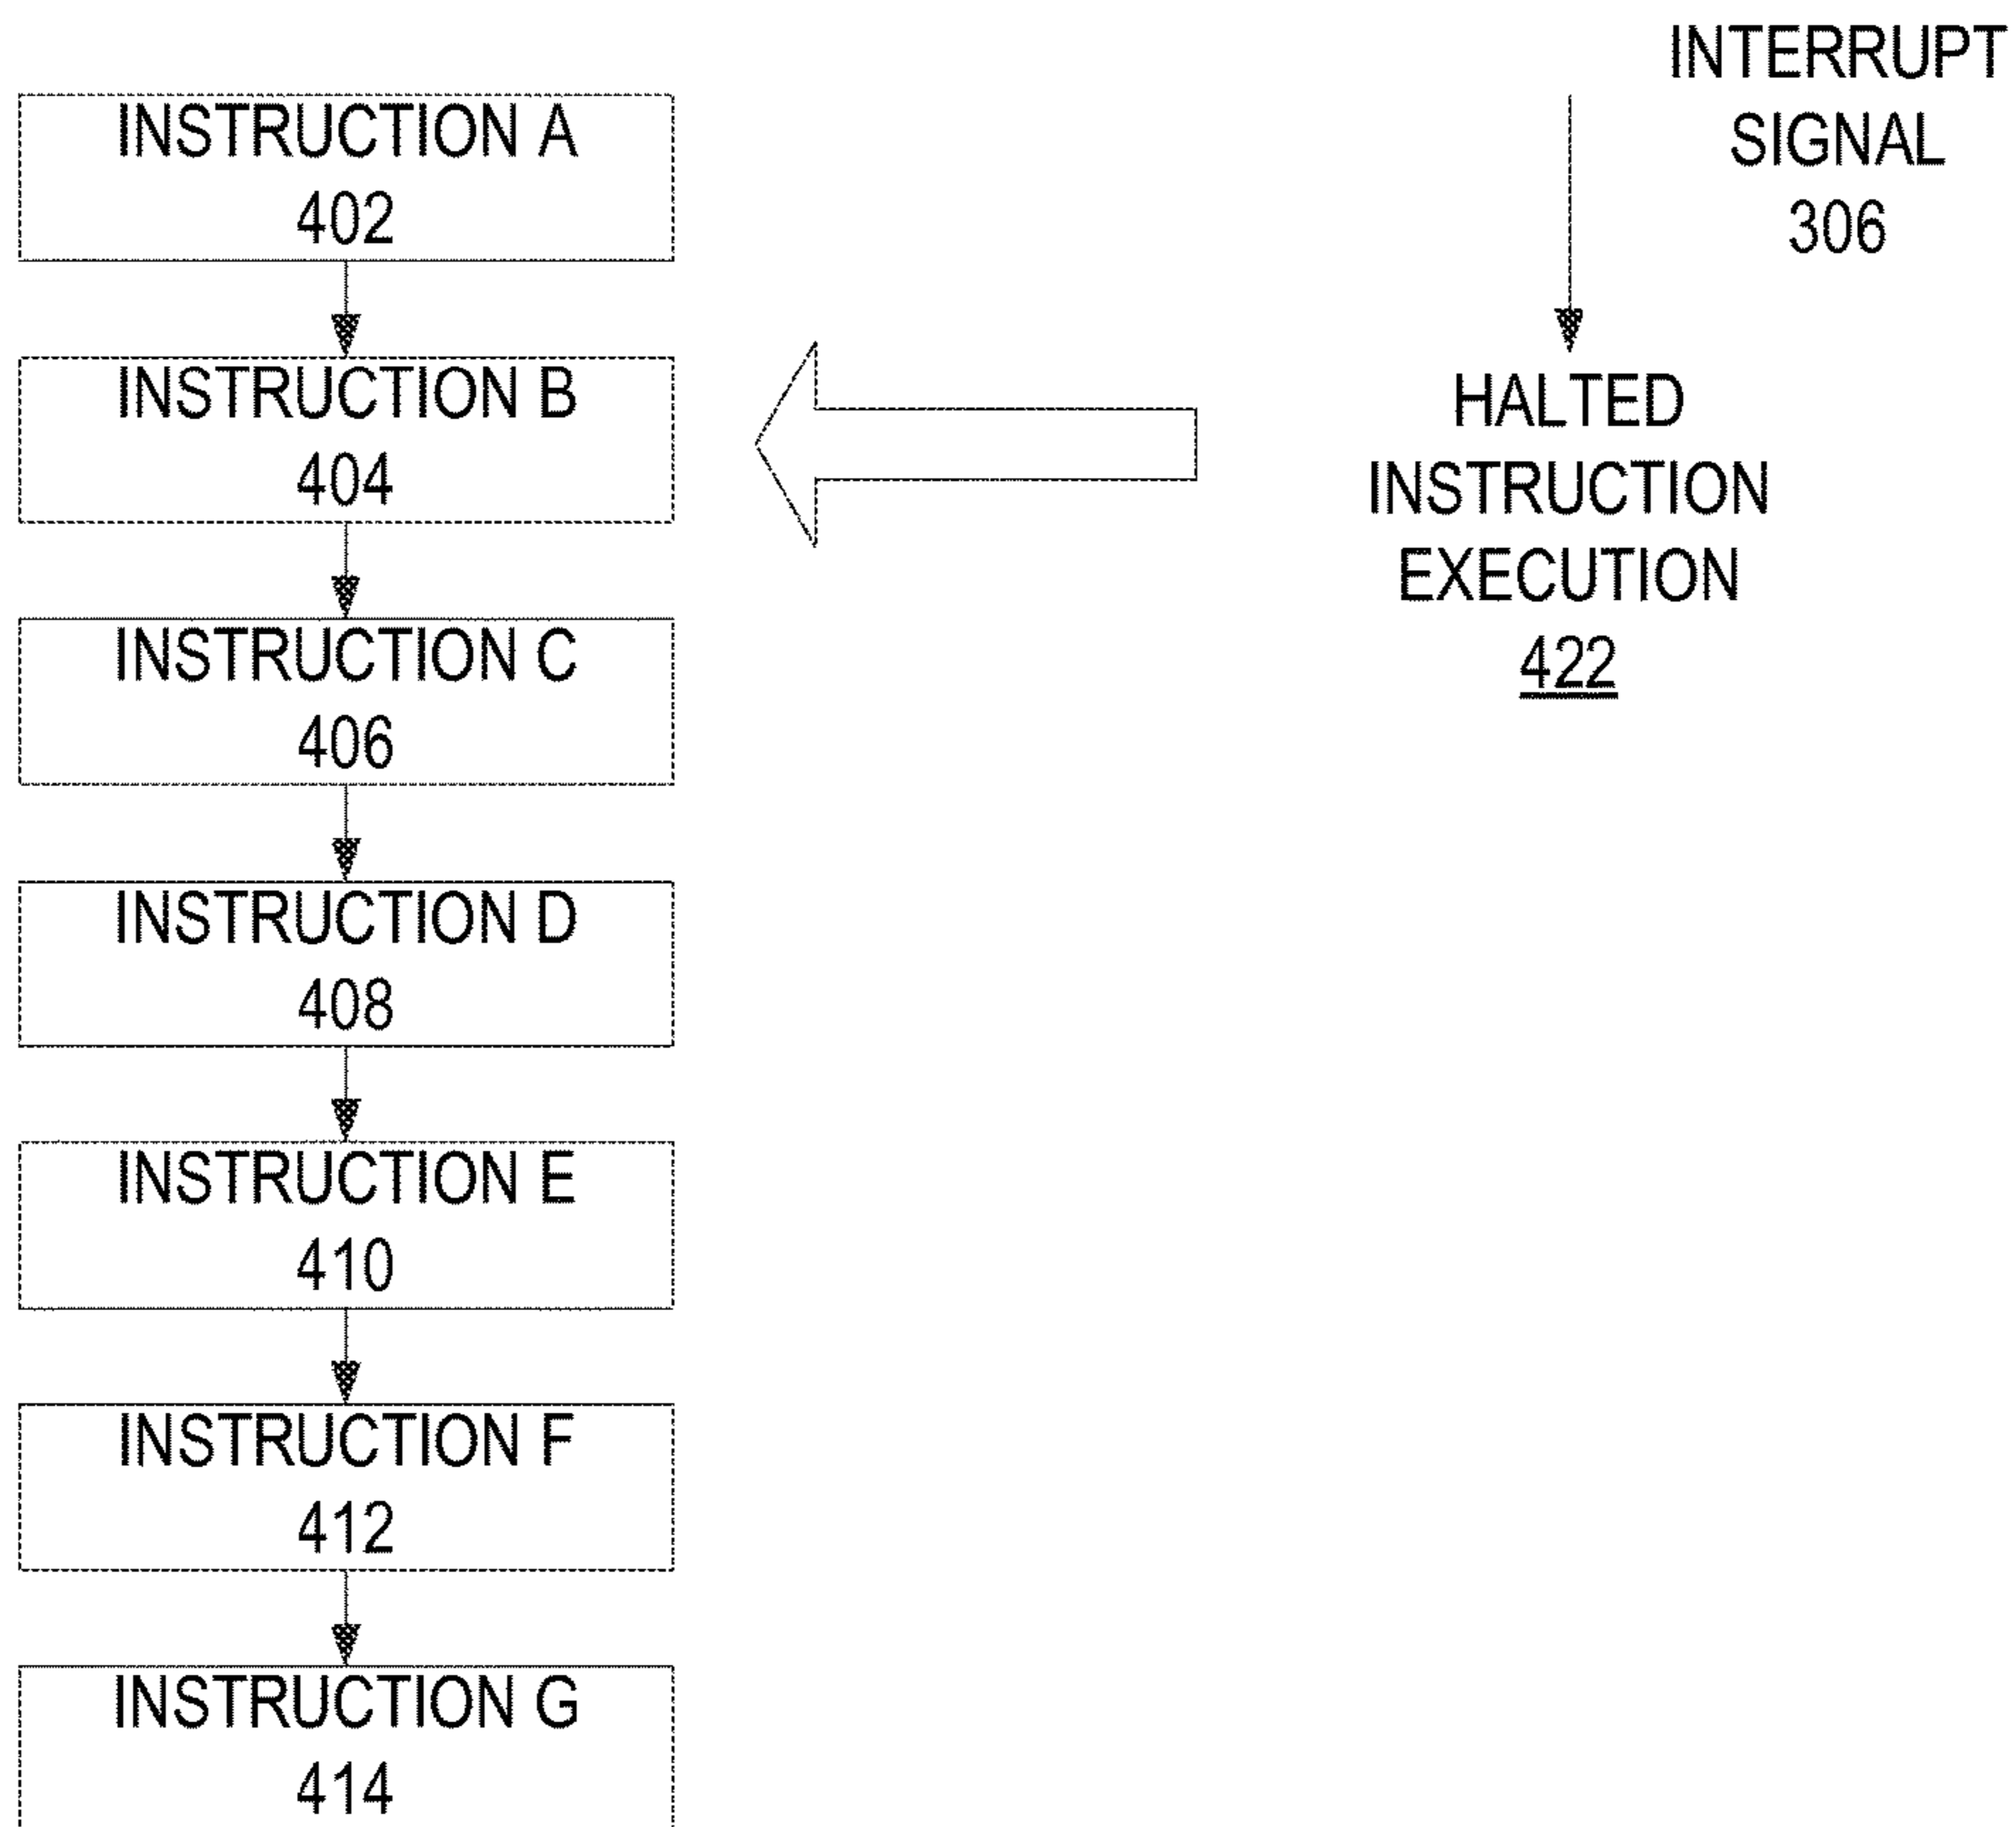 INSTRUCTION A
402
INSTRUCTION B
404
INSTRUCTION C
406
INSTRUCTION D
408
INSTRUCTION E
410
INSTRUCTION F
412
INSTRUCTION G
414
INTERRUPT
SIGNAL
306
HALTED
INSTRUCTION
EXECUTION
422